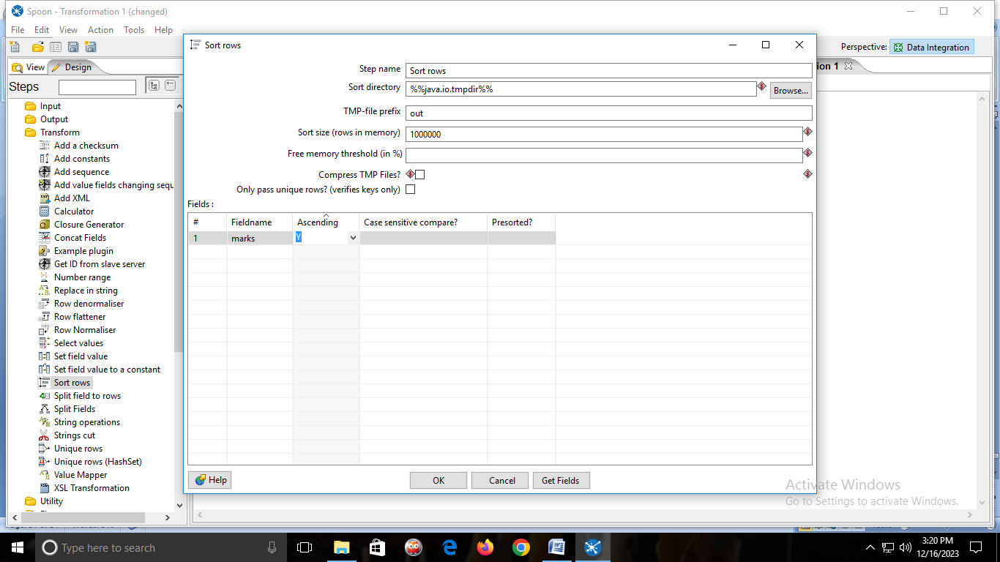 Spoon - Transformation 1 (changed)
File Edit View Action Tools Help
Perspective: Data Integration
View Design
ion 1
Steps
Input
Output
Transform
Add a checksum
Add constants
Add sequence
Add value fields changing sequ
Add XML
Calculator
Closure Generator
Concat Fields
Example plugin
Get ID from slave server
Number range
Replace in string
Row denormaliser
Row flattener
Row Normaliser
Select values
Set field value
Set field value to a constant
Sort rows
Split field to rows
Split Fields
String operations
Strings cut
Unique rows
Unique rows (HashSet)
Value Mapper
XSL Transformation
Utility
Sort rows
Step name Sort rows
Sort directory %%java.io.tmpdir%% Browse...
TMP-file prefix out
Sort size (rows in memory) 1000000
Free memory threshold (in %)
Compress TMP Files?
Only pass unique rows? (verifies keys only)
Fields :
# Fieldname Ascending Case sensitive compare? Presorted?
1 marks Y
Help OK Cancel Get Fields
Activate Windows
Go to Settings to activate Windows.
Type here to search
3:20 PM
12/16/2023